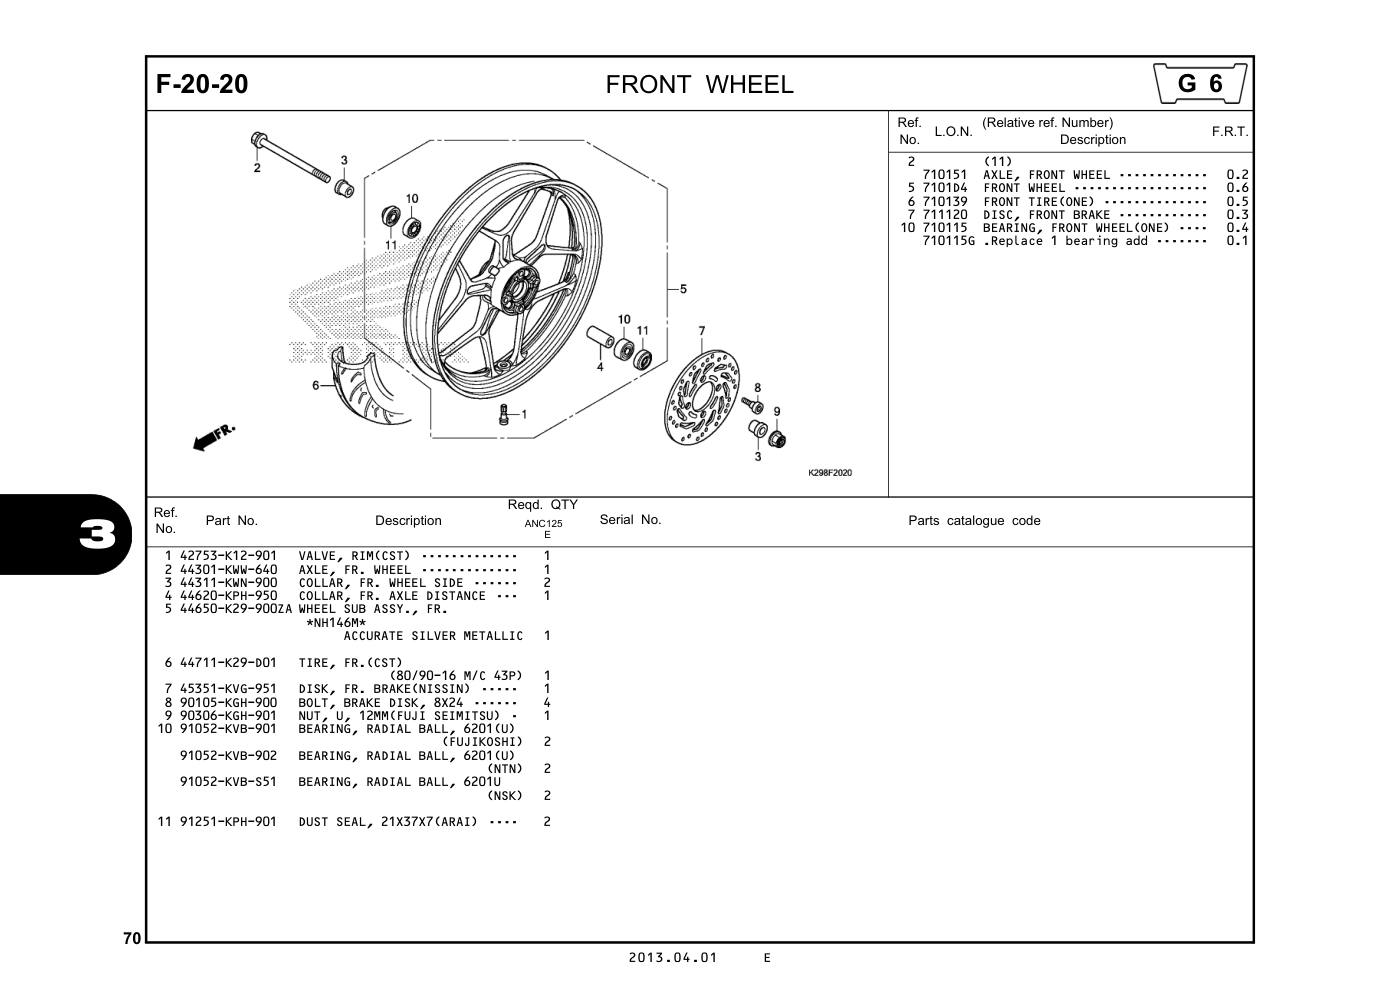 F-20-20 FRONT WHEEL G 6
Ref. No. L.O.N. (Relative ref. Number) Description F.R.T.
2 (11)
710151 AXLE, FRONT WHEEL ------------ 0.2
5 7101D4 FRONT WHEEL ------------------ 0.6
6 710139 FRONT TIRE(ONE) -------------- 0.5
7 711120 DISC, FRONT BRAKE ------------ 0.3
10 710115 BEARING, FRONT WHEEL(ONE) ---- 0.4
710115G .Replace 1 bearing add ------- 0.1
2
3
10
11
5
10
11
4
7
6
8
9
1
3
FR.
HONDA
K298F2020
3
Ref. No. Part No. Description Reqd. QTY ANC125 E Serial No. Parts catalogue code
1 42753-K12-901 VALVE, RIM(CST) ------------- 1
2 44301-KWW-640 AXLE, FR. WHEEL ------------- 1
3 44311-KWN-900 COLLAR, FR. WHEEL SIDE ------ 2
4 44620-KPH-950 COLLAR, FR. AXLE DISTANCE --- 1
5 44650-K29-900ZA WHEEL SUB ASSY., FR.
*NH146M*
ACCURATE SILVER METALLIC 1
6 44711-K29-D01 TIRE, FR.(CST)
(80/90-16 M/C 43P) 1
7 45351-KVG-951 DISK, FR. BRAKE(NISSIN) ----- 1
8 90105-KGH-900 BOLT, BRAKE DISK, 8X24 ------ 4
9 90306-KGH-901 NUT, U, 12MM(FUJI SEIMITSU) - 1
10 91052-KVB-901 BEARING, RADIAL BALL, 6201(U)
(FUJIKOSHI) 2
91052-KVB-902 BEARING, RADIAL BALL, 6201(U)
(NTN) 2
91052-KVB-S51 BEARING, RADIAL BALL, 6201U
(NSK) 2
11 91251-KPH-901 DUST SEAL, 21X37X7(ARAI) ---- 2
70
2013.04.01 E